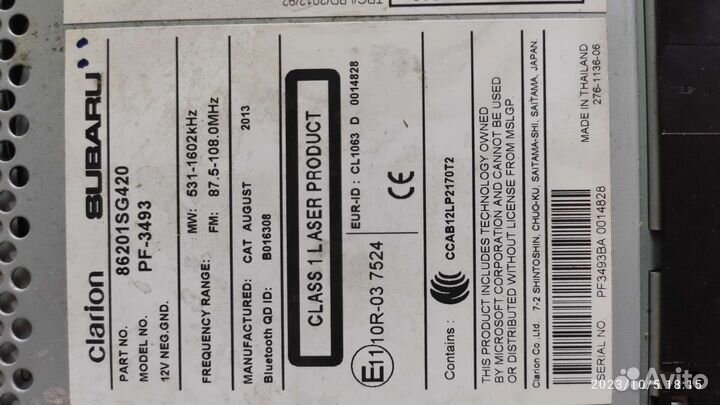 clarion SUBARU
PART NO. 86201SG420
MODEL NO. PF-3493
12V NEG.GND.
FREQUENCY RANGE: MW: 531-1602kHz
FM: 87.5-108.0MHz
MANUFACTURED: CAT AUGUST 2013
Bluetooth QD ID: B016308
CLASS 1 LASER PRODUCT
EUR-ID : CL1063 D 0014828
E1 110R-03 7524 CE
Contains : CCAB12LP2170T2
THIS PRODUCT INCLUDES TECHNOLOGY OWNED
BY MICROSOFT CORPORATION AND CANNOT BE USED
OR DISTRIBUTED WITHOUT LICENSE FROM MSLGP.
Clarion Co., Ltd. 7-2 SHINTOSHIN, CHUO-KU, SAITAMA-SHI, SAITAMA, JAPAN.
MADE IN THAILAND
276-1136-06
SERIAL NO PF3493BA 0014828
2023/10/5 18:15
Avito